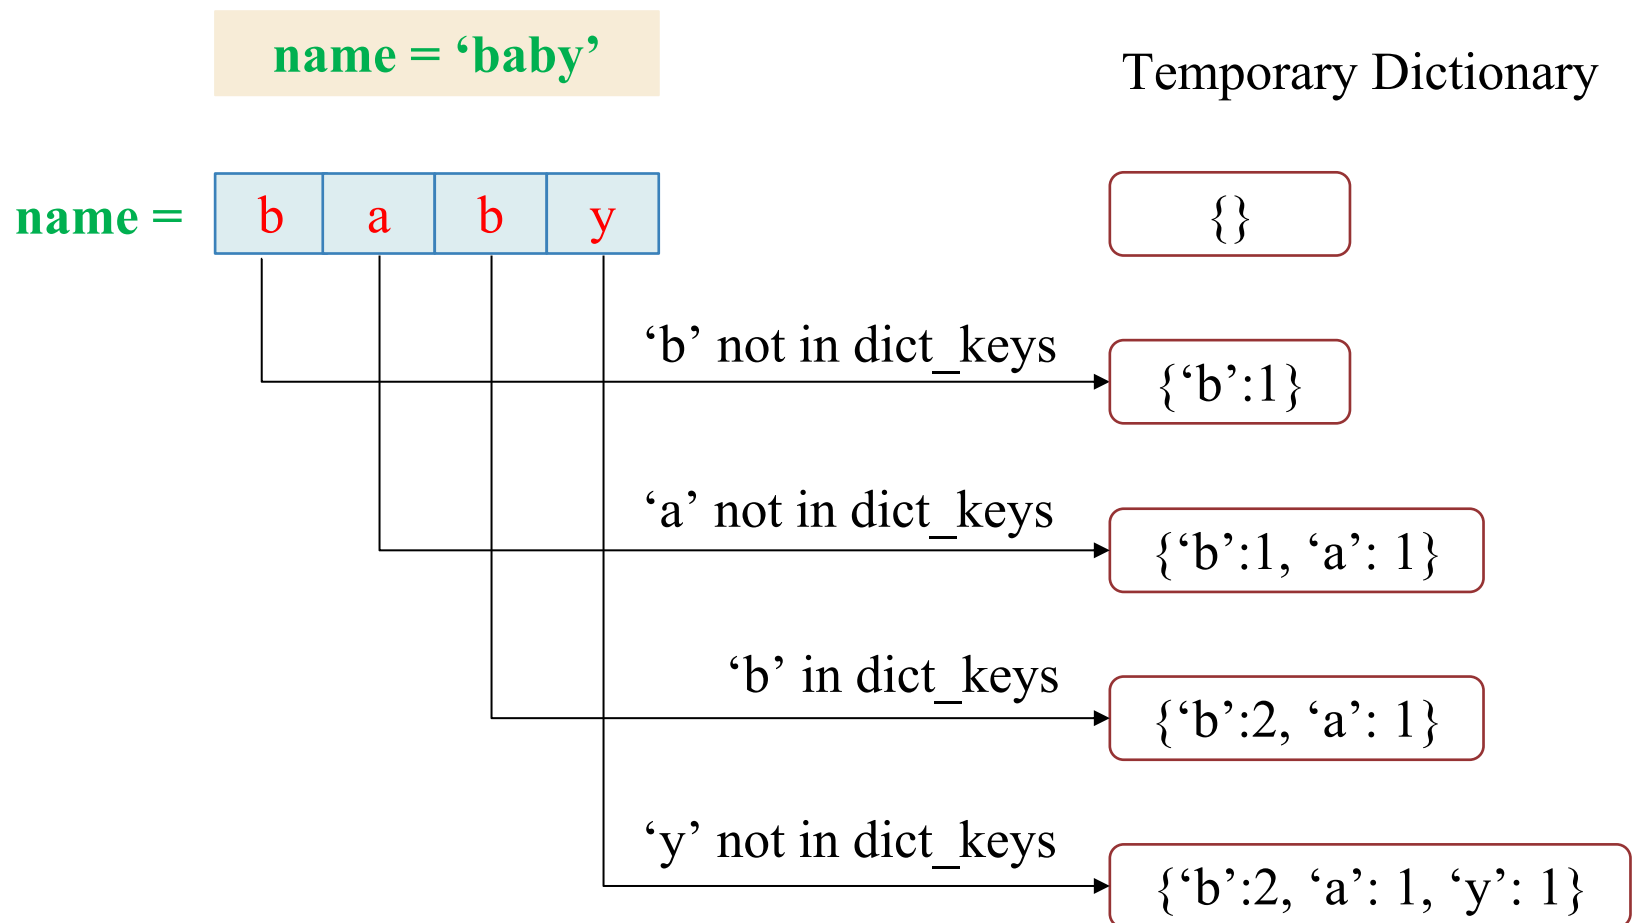 name = ‘baby’
Temporary Dictionary
name = b a b y
{}
‘b’ not in dict_keys
{‘b’:1}
‘a’ not in dict_keys
{‘b’:1, ‘a’: 1}
‘b’ in dict_keys
{‘b’:2, ‘a’: 1}
‘y’ not in dict_keys
{‘b’:2, ‘a’: 1, ‘y’: 1}